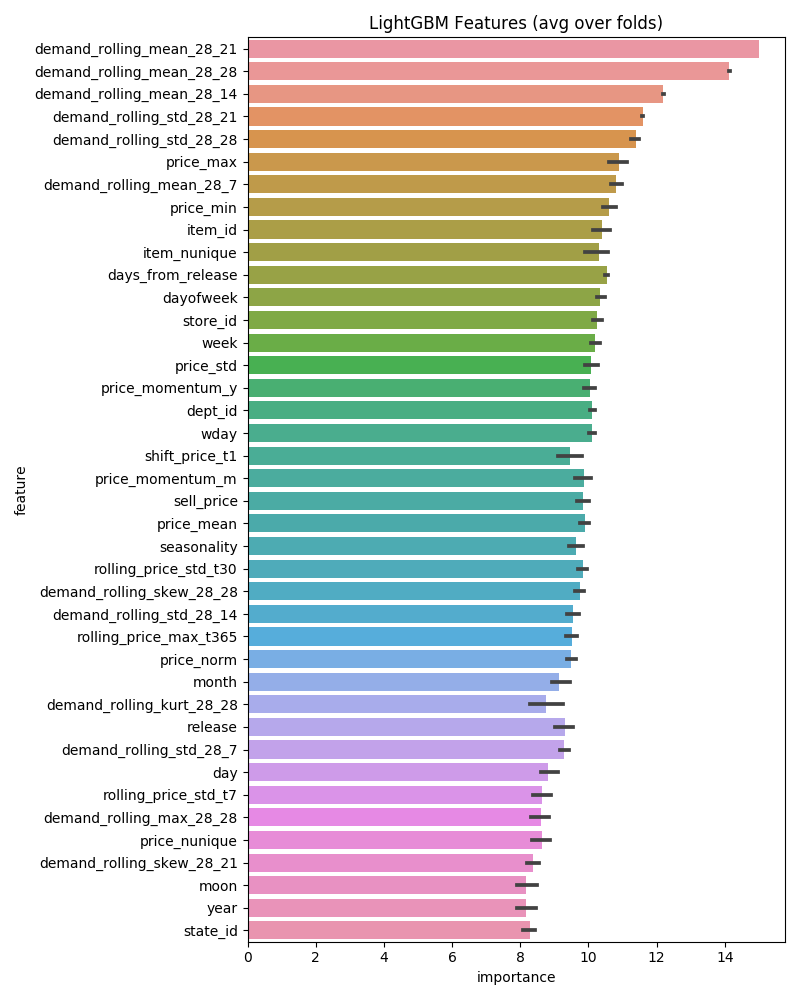 LightGBM Features (avg over folds)
demand_rolling_mean_28_21
demand_rolling_mean_28_28
demand_rolling_mean_28_14
demand_rolling_std_28_21
demand_rolling_std_28_28
price_max
demand_rolling_mean_28_7
price_min
item_id
item_nunique
days_from_release
dayofweek
store_id
week
price_std
price_momentum_y
dept_id
wday
shift_price_t1
price_momentum_m
sell_price
price_mean
seasonality
rolling_price_std_t30
demand_rolling_skew_28_28
demand_rolling_std_28_14
rolling_price_max_t365
price_norm
month
demand_rolling_kurt_28_28
release
demand_rolling_std_28_7
day
rolling_price_std_t7
demand_rolling_max_28_28
price_nunique
demand_rolling_skew_28_21
moon
year
state_id
feature
0 2 4 6 8 10 12 14
importance